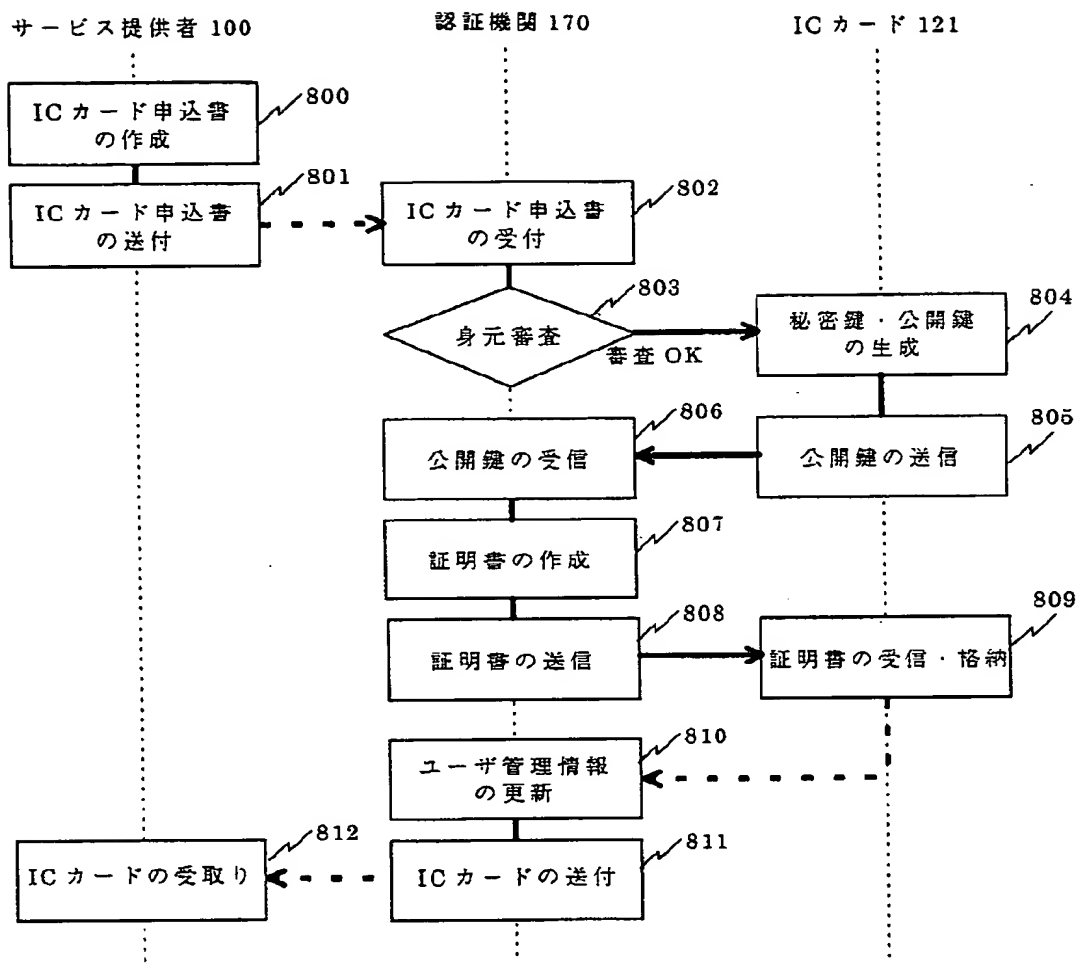 サービス提供者 100
認証機関 170
ICカード 121
ICカード申込書
の作成
800
ICカード申込書
の送付
801
ICカード申込書
の受付
802
身元審査
803
審査 OK
秘密鍵・公開鍵
の生成
804
公開鍵の送信
805
公開鍵の受信
806
証明書の作成
807
証明書の送信
808
証明書の受信・格納
809
ユーザ管理情報
の更新
810
ICカードの送付
811
ICカードの受取り
812